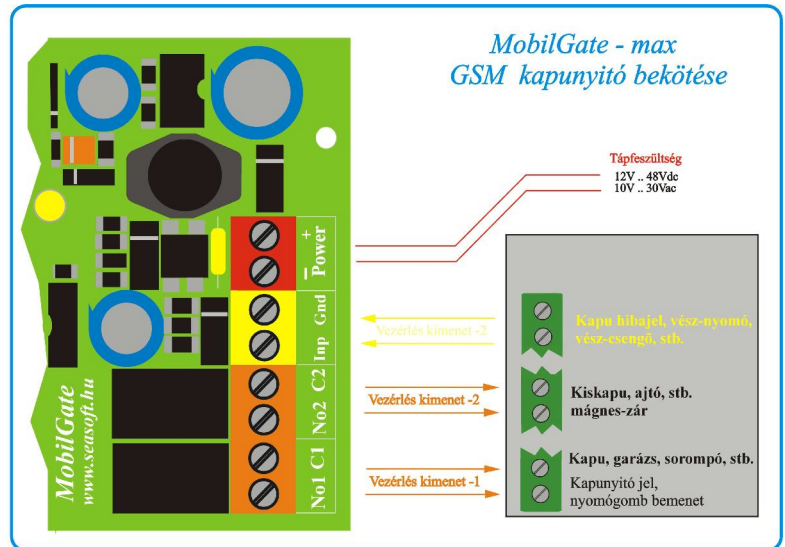 MobilGate - max
GSM kapunyitó bekötése
Tápfeszültség
12V .. 48Vdc
10V .. 30Vac
+
Power
−
Gnd
Inp
C2
No2
C1
No1
MobilGate
www.seasoft.hu
Vezérlés kimenet -2
Vezérlés kimenet -2
Vezérlés kimenet -1
Kapu hibajel, vész-nyomó,
vész-csengő, stb.
Kiskapu, ajtó, stb.
mágnes-zár
Kapu, garázs, sorompó, stb.
Kapunyitó jel,
nyomógomb bemenet